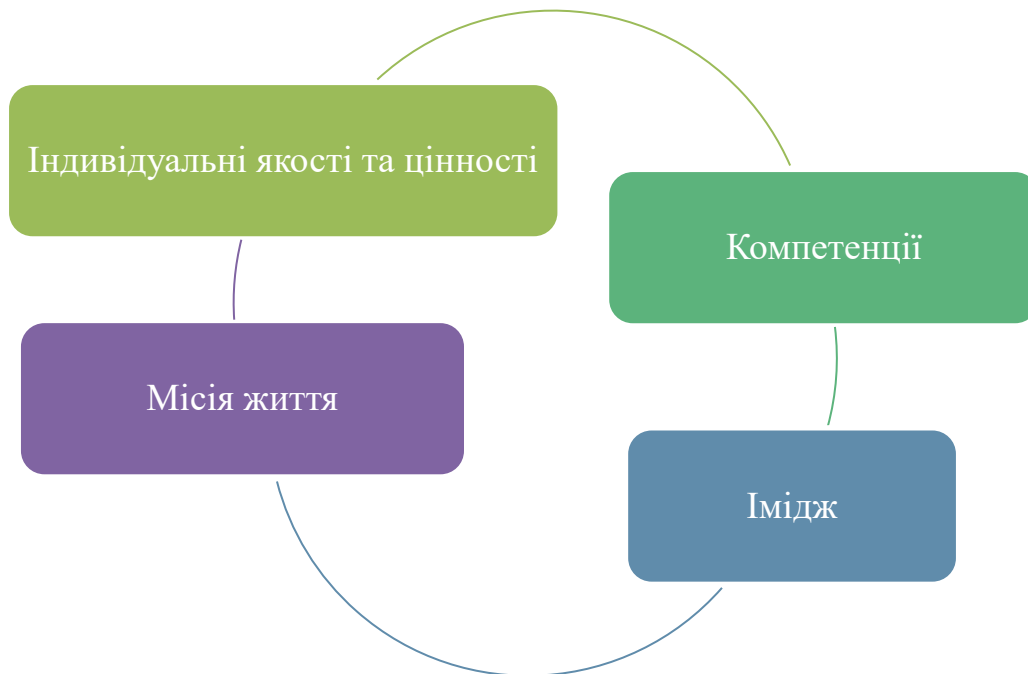 Індивідуальні якості та цінності
Компетенції
Місія життя
Імідж